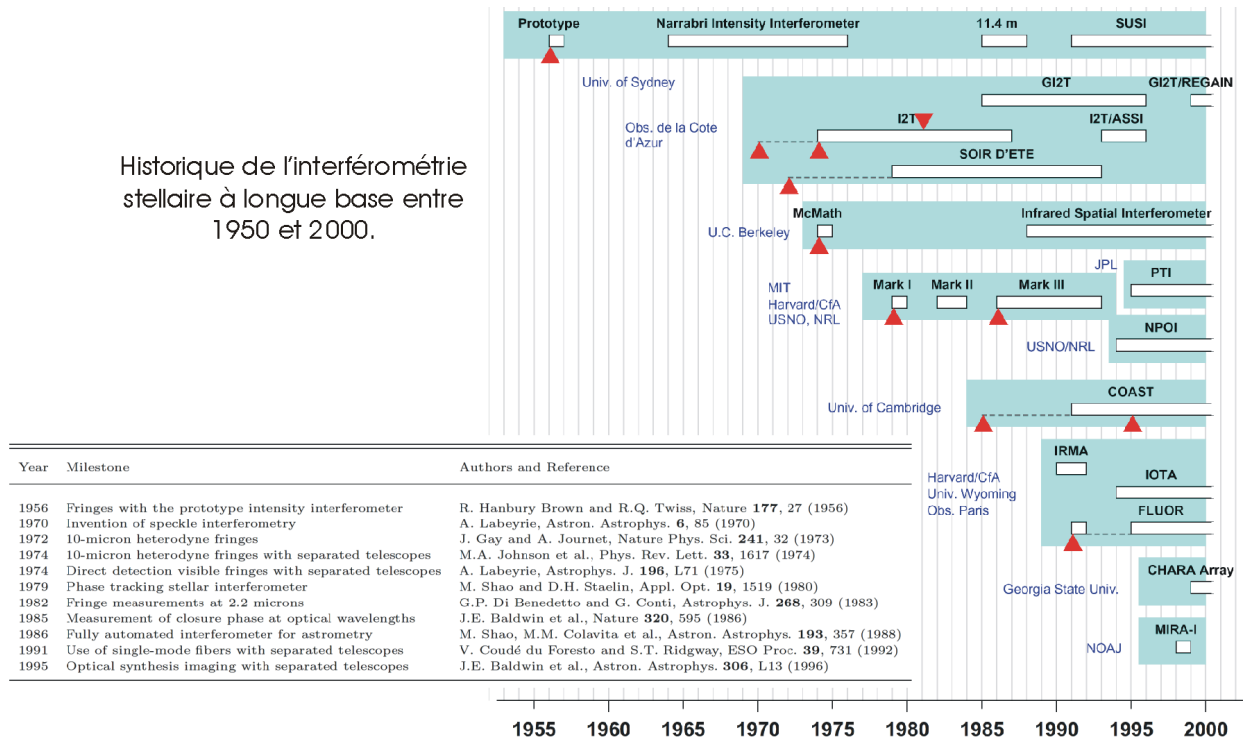 Prototype Narrabri Intensity Interferometer 11.4 m SUSI
Univ. of Sydney
GI2T GI2T/REGAIN
Obs. de la Cote
d'Azur
I2T I2T/ASSI
SOIR D'ETE
Historique de l'interférométrie
stellaire à longue base entre
1950 et 2000.
McMath Infrared Spatial Interferometer
U.C. Berkeley
JPL
PTI
MIT
Harvard/CfA
USNO, NRL
Mark I Mark II Mark III
USNO/NRL
NPOI
Univ. of Cambridge
COAST
IRMA
Harvard/CfA
Univ. Wyoming
Obs. Paris
IOTA
FLUOR
Georgia State Univ.
CHARA Array
NOAJ
MIRA-I
Year Milestone Authors and Reference
1956 Fringes with the prototype intensity interferometer R. Hanbury Brown and R.Q. Twiss, Nature 177, 27 (1956)
1970 Invention of speckle interferometry A. Labeyrie, Astron. Astrophys. 6, 85 (1970)
1972 10-micron heterodyne fringes J. Gay and A. Journet, Nature Phys. Sci. 241, 32 (1973)
1974 10-micron heterodyne fringes with separated telescopes M.A. Johnson et al., Phys. Rev. Lett. 33, 1617 (1974)
1974 Direct detection visible fringes with separated telescopes A. Labeyrie, Astrophys. J. 196, L71 (1975)
1979 Phase tracking stellar interferometer M. Shao and D.H. Staelin, Appl. Opt. 19, 1519 (1980)
1982 Fringe measurements at 2.2 microns G.P. Di Benedetto and G. Conti, Astrophys. J. 268, 309 (1983)
1985 Measurement of closure phase at optical wavelengths J.E. Baldwin et al., Nature 320, 595 (1986)
1986 Fully automated interferometer for astrometry M. Shao, M.M. Colavita et al., Astron. Astrophys. 193, 357 (1988)
1991 Use of single-mode fibers with separated telescopes V. Coudé du Foresto and S.T. Ridgway, ESO Proc. 39, 731 (1992)
1995 Optical synthesis imaging with separated telescopes J.E. Baldwin et al., Astron. Astrophys. 306, L13 (1996)
1955 1960 1965 1970 1975 1980 1985 1990 1995 2000